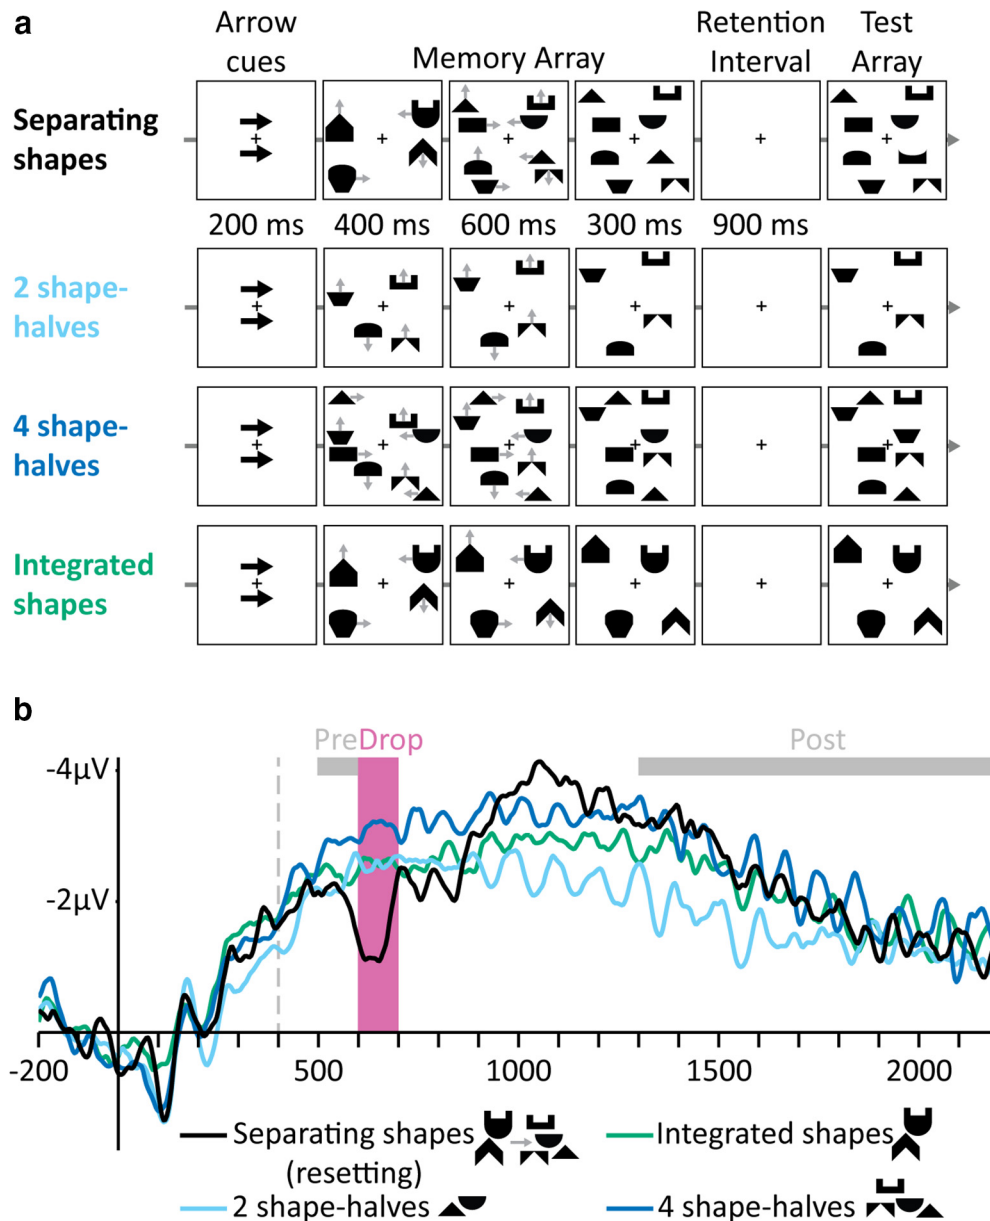 a
Arrow
cues
Memory Array
Retention
Interval
Test
Array
Separating
shapes
200 ms 400 ms 600 ms 300 ms 900 ms
2 shape-
halves
4 shape-
halves
Integrated
shapes
b
Pre Drop Post
-4μV
-2μV
-200 500 1000 1500 2000
Separating shapes
(resetting)
Integrated shapes
2 shape-halves
4 shape-halves